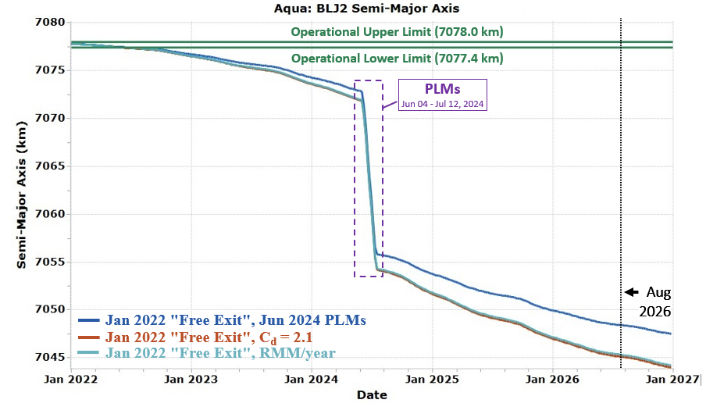 Aqua: BLJ2 Semi-Major Axis
7080
Operational Upper Limit (7078.0 km)
Operational Lower Limit (7077.4 km)
7075
PLMs
Jun 04 - Jul 12, 2024
7070
7065
Semi-Major Axis (km)
7060
7055
Aug
2026
7050
Jan 2022 "Free Exit", Jun 2024 PLMs
Jan 2022 "Free Exit", Cd = 2.1
Jan 2022 "Free Exit", RMM/year
7045
Jan 2022 Jan 2023 Jan 2024 Jan 2025 Jan 2026 Jan 2027
Date